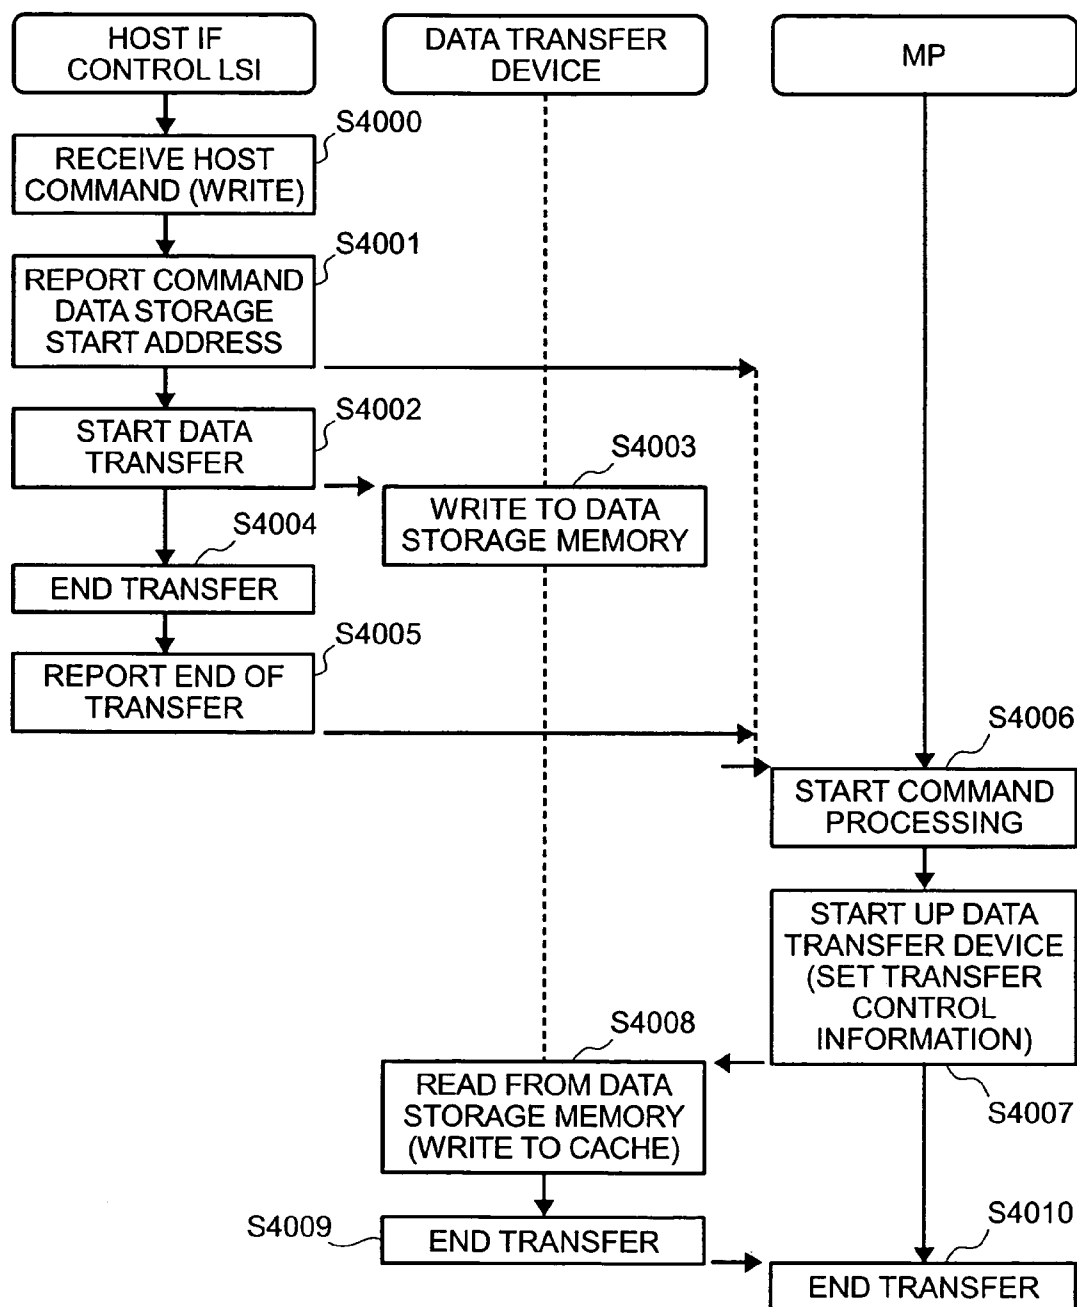 HOST IF
CONTROL LSI
DATA TRANSFER
DEVICE
MP
S4000
RECEIVE HOST
COMMAND (WRITE)
S4001
REPORT COMMAND
DATA STORAGE
START ADDRESS
S4002
START DATA
TRANSFER
S4003
WRITE TO DATA
STORAGE MEMORY
S4004
END TRANSFER
S4005
REPORT END OF
TRANSFER
S4006
START COMMAND
PROCESSING
START UP DATA
TRANSFER DEVICE
(SET TRANSFER
CONTROL
INFORMATION)
S4007
S4008
READ FROM DATA
STORAGE MEMORY
(WRITE TO CACHE)
S4009
END TRANSFER
S4010
END TRANSFER